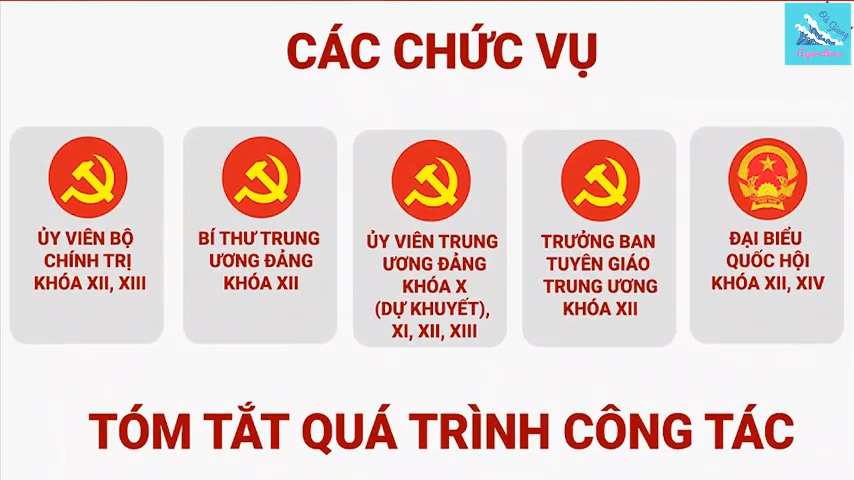 CÁC CHỨC VỤ
ỦY VIÊN BỘ
CHÍNH TRỊ
KHÓA XII, XIII
BÍ THƯ TRUNG
ƯƠNG ĐẢNG
KHÓA XII
ỦY VIÊN TRUNG
ƯƠNG ĐẢNG
KHÓA X
(DỰ KHUYẾT),
XI, XII, XIII
TRƯỞNG BAN
TUYÊN GIÁO
TRUNG ƯƠNG
KHÓA XII
ĐẠI BIỂU
QUỐC HỘI
KHÓA XII, XIV
TÓM TẮT QUÁ TRÌNH CÔNG TÁC